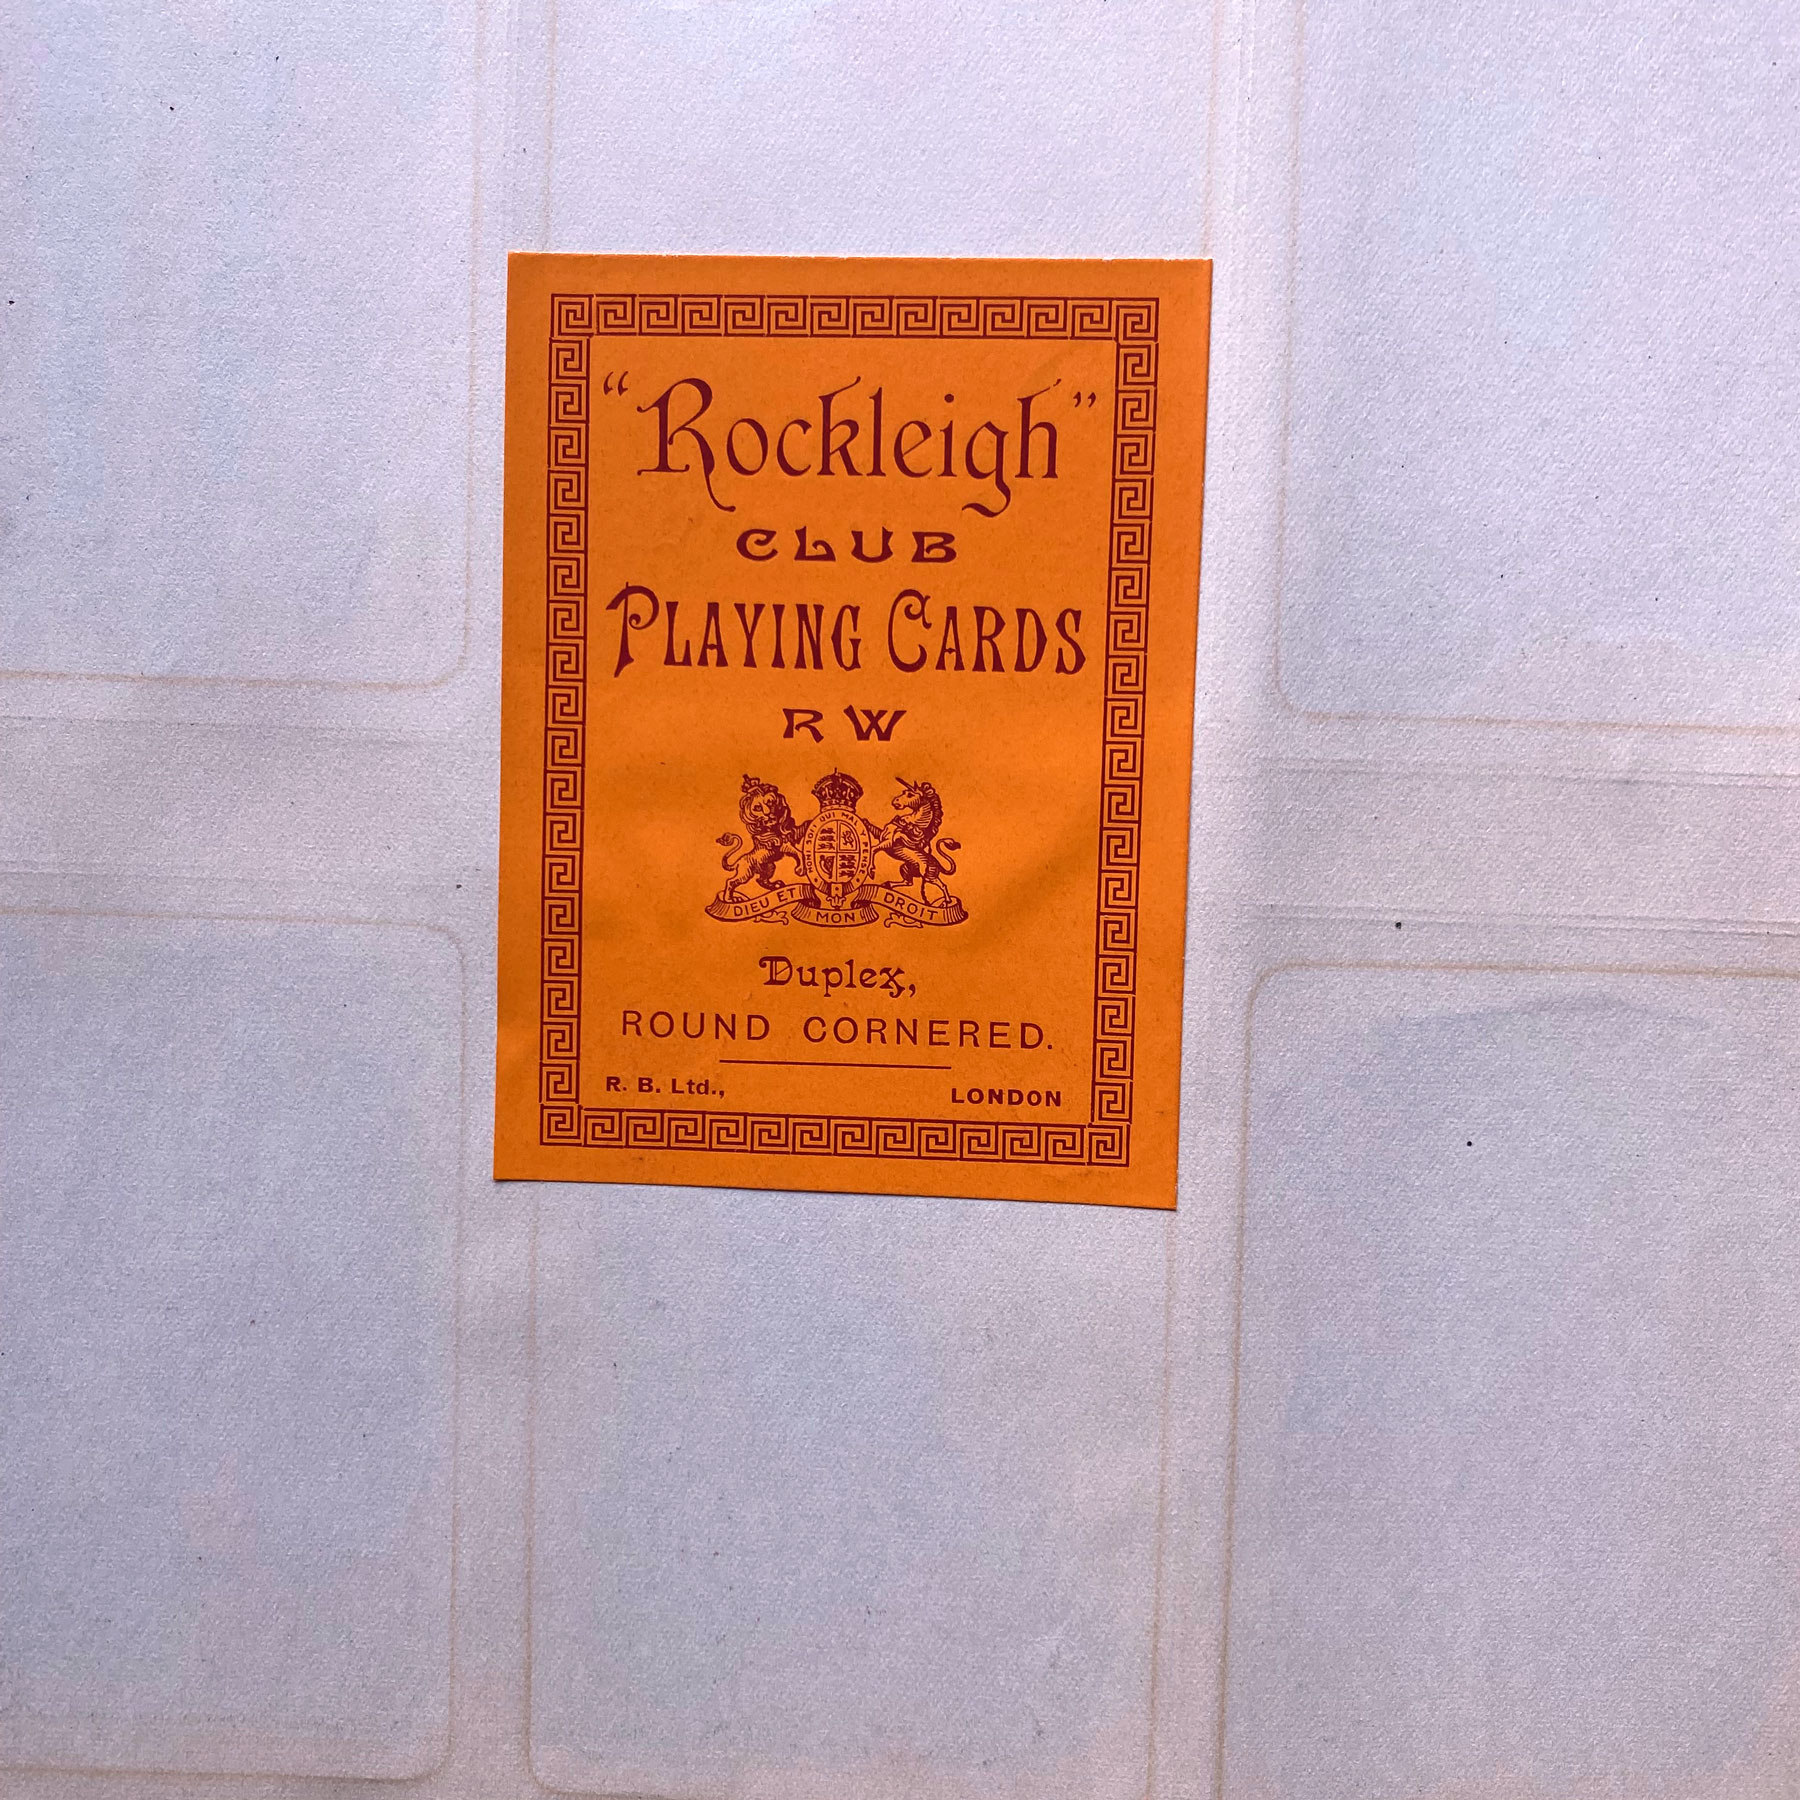 "Rockleigh"
CLUB
PLAYING CARDS
RW
HONI SOIT QUI MAL Y PENSE
DIEU ET MON DROIT
Duplex,
ROUND CORNERED.
R. B. Ltd., LONDON